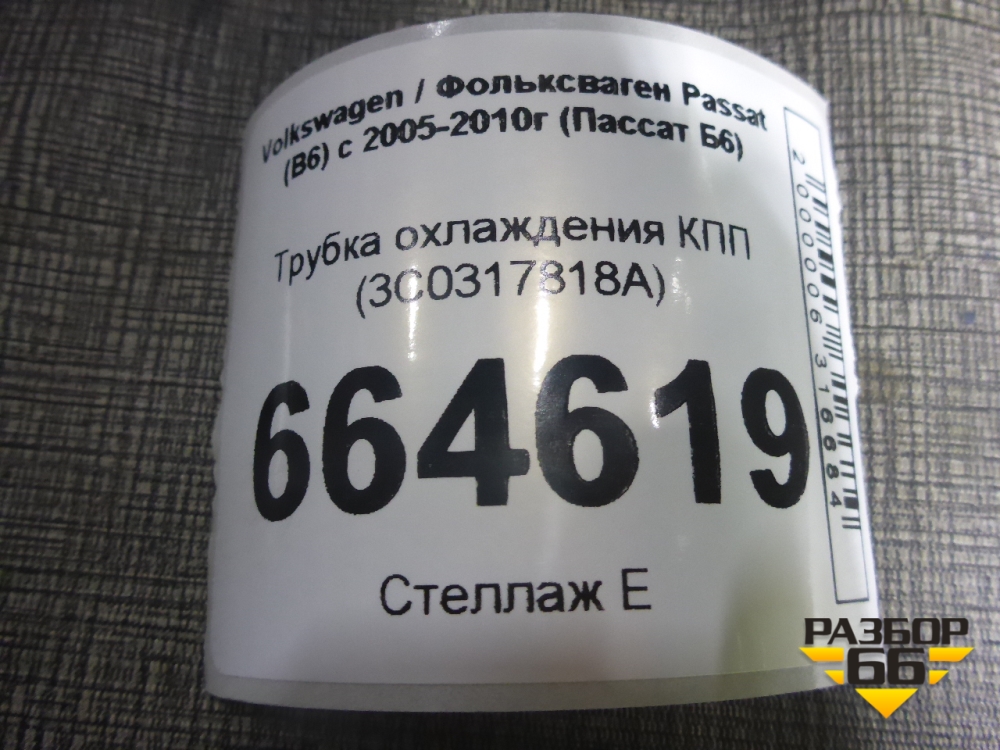 Volkswagen / Фольксваген Passat
(B6) с 2005-2010г (Пассат Б6)
Трубка охлаждения КПП
(3C0317818A)
664619
Стеллаж Е
2000006316684
РАЗБОР
66